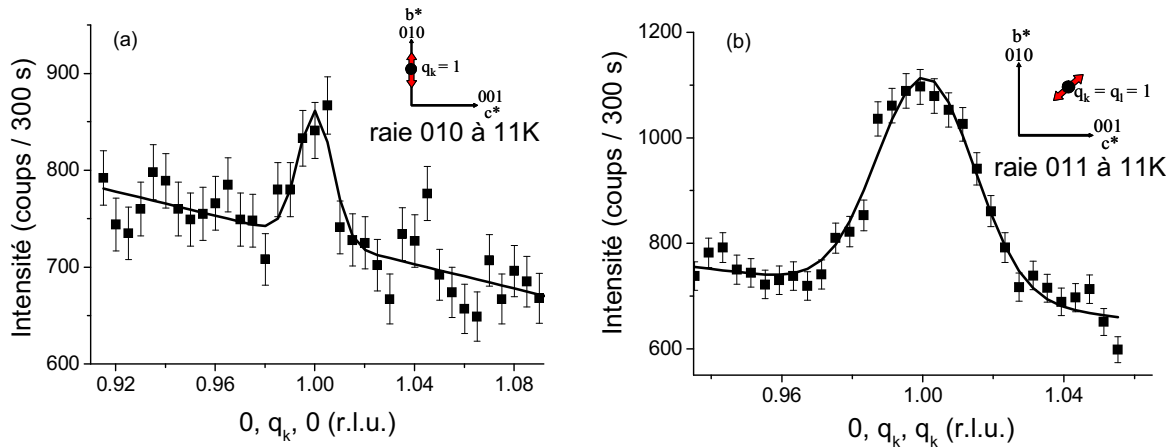 (a)
b*
010
q_k = 1
001
c*
raie 010 à 11K
Intensité (coups / 300 s)
900
800
700
600
0.92
0.96
1.00
1.04
1.08
0, q_k, 0 (r.l.u.)
(b)
b*
010
q_k = q_l = 1
001
c*
raie 011 à 11K
Intensité (coups / 300 s)
1200
1000
800
600
0.96
1.00
1.04
0, q_k, q_k (r.l.u.)